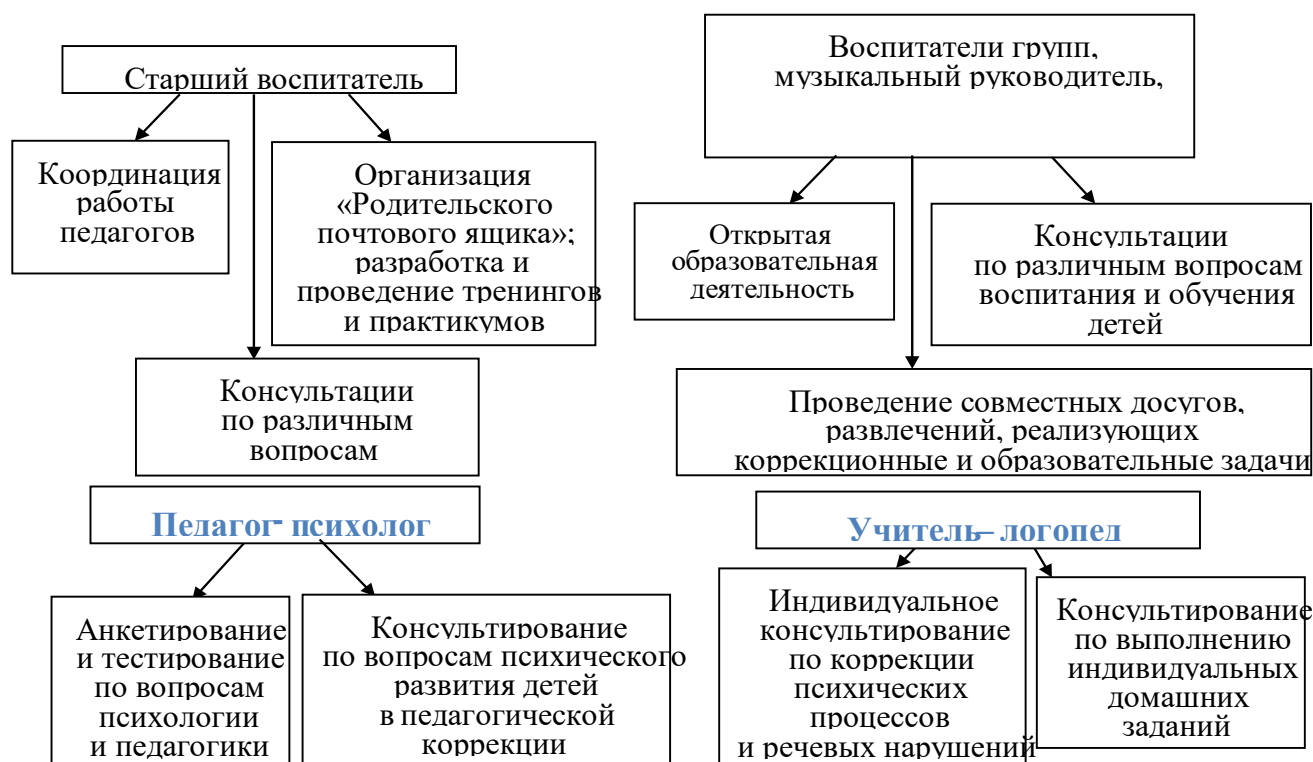 Старший воспитатель
Координация
работы
педагогов
Организация
«Родительского
почтового ящика»;
разработка и
проведение тренингов
и практикумов
Консультации
по различным
вопросам
Воспитатели групп,
музыкальный руководитель,
Открытая
образовательная
деятельность
Консультации
по различным вопросам
воспитания и обучения
детей
Проведение совместных досугов,
развлечений, реализующих
коррекционные и образовательные задачи
Педагог- психолог
Анкетирование
и тестирование
по вопросам
психологии
и педагогики
Консультирование
по вопросам психического
развития детей
в педагогической
коррекции
Учитель– логопед
Индивидуальное
консультирование
по коррекции
психических
процессов
и речевых нарушений
Консультирование
по выполнению
индивидуальных
домашних
заданий